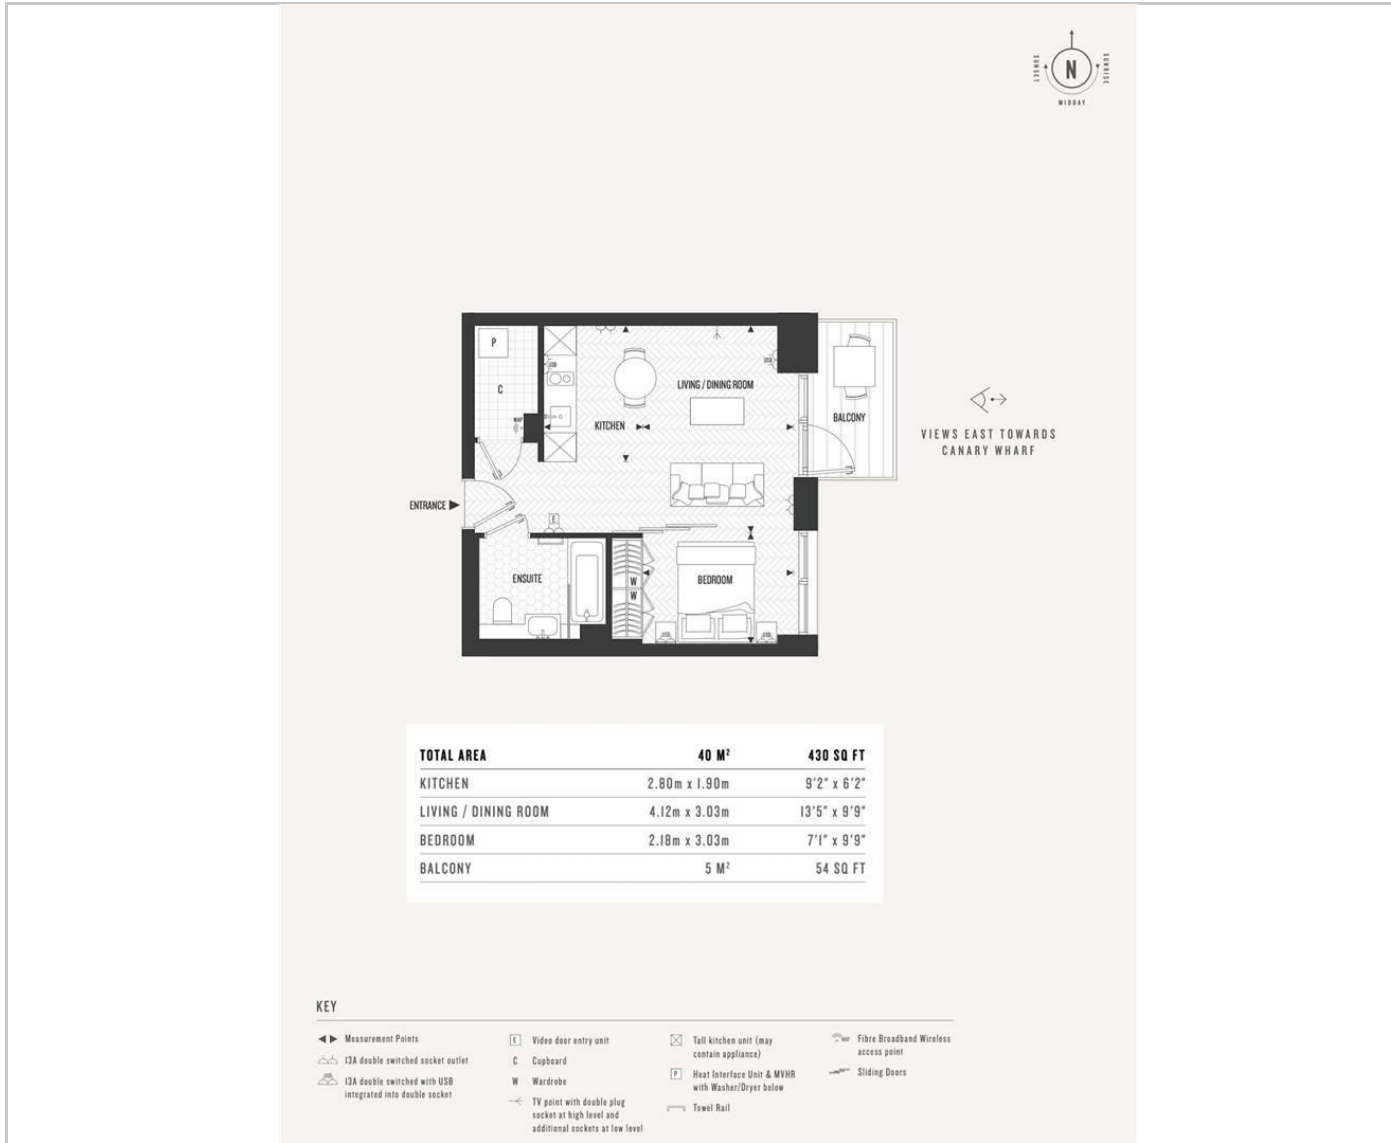 N
SUNSET
SUNRISE
MIDDAY
P
C
WAP
LIVING / DINING ROOM
KITCHEN
BALCONY
VIEWS EAST TOWARDS
CANARY WHARF
ENTRANCE
E
ENSUITE
W
W
BEDROOM
TOTAL AREA 40 M² 430 SQ FT
KITCHEN 2.80m x 1.90m 9'2" x 6'2"
LIVING / DINING ROOM 4.12m x 3.03m 13'5" x 9'9"
BEDROOM 2.18m x 3.03m 7'1" x 9'9"
BALCONY 5 M² 54 SQ FT
KEY
Measurement Points
13A double switched socket outlet
13A double switched with USB
integrated into double socket
E Video door entry unit
C Cupboard
W Wardrobe
TV point with double plug
socket at high level and
additional sockets at low level
Tall kitchen unit (may
contain appliance)
P Heat Interface Unit & MVHR
with Washer/Dryer below
Towel Rail
WAP Fibre Broadband Wireless
access point
Sliding Doors